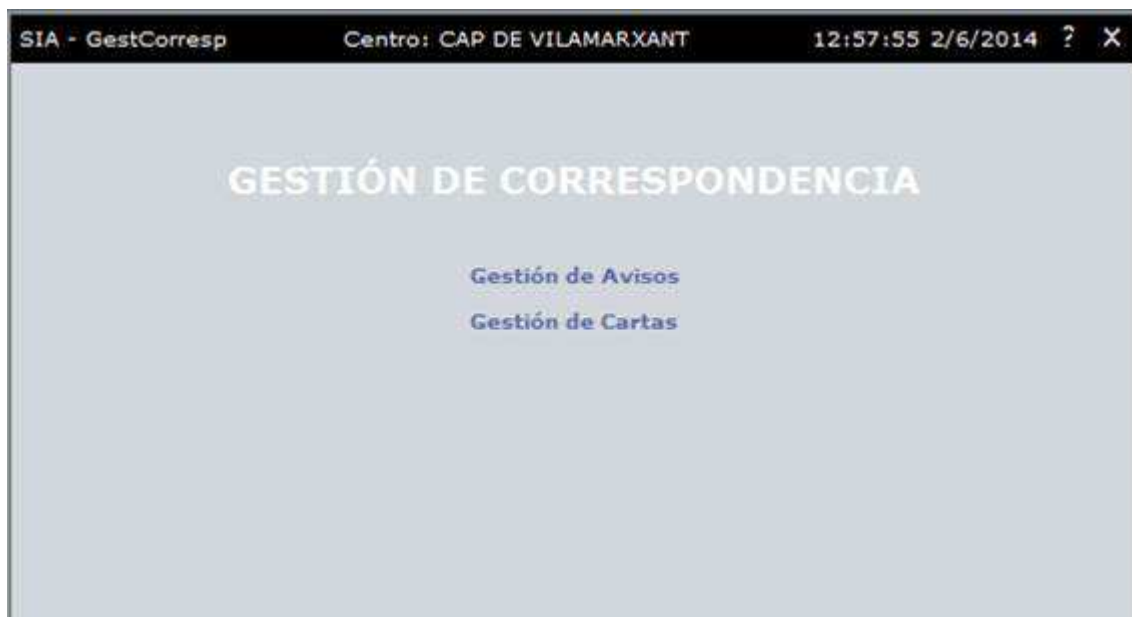 SIA - GestCorresp Centro: CAP DE VILAMARXANT 12:57:55 2/6/2014 ? X
GESTIÓN DE CORRESPONDENCIA
Gestión de Avisos
Gestión de Cartas